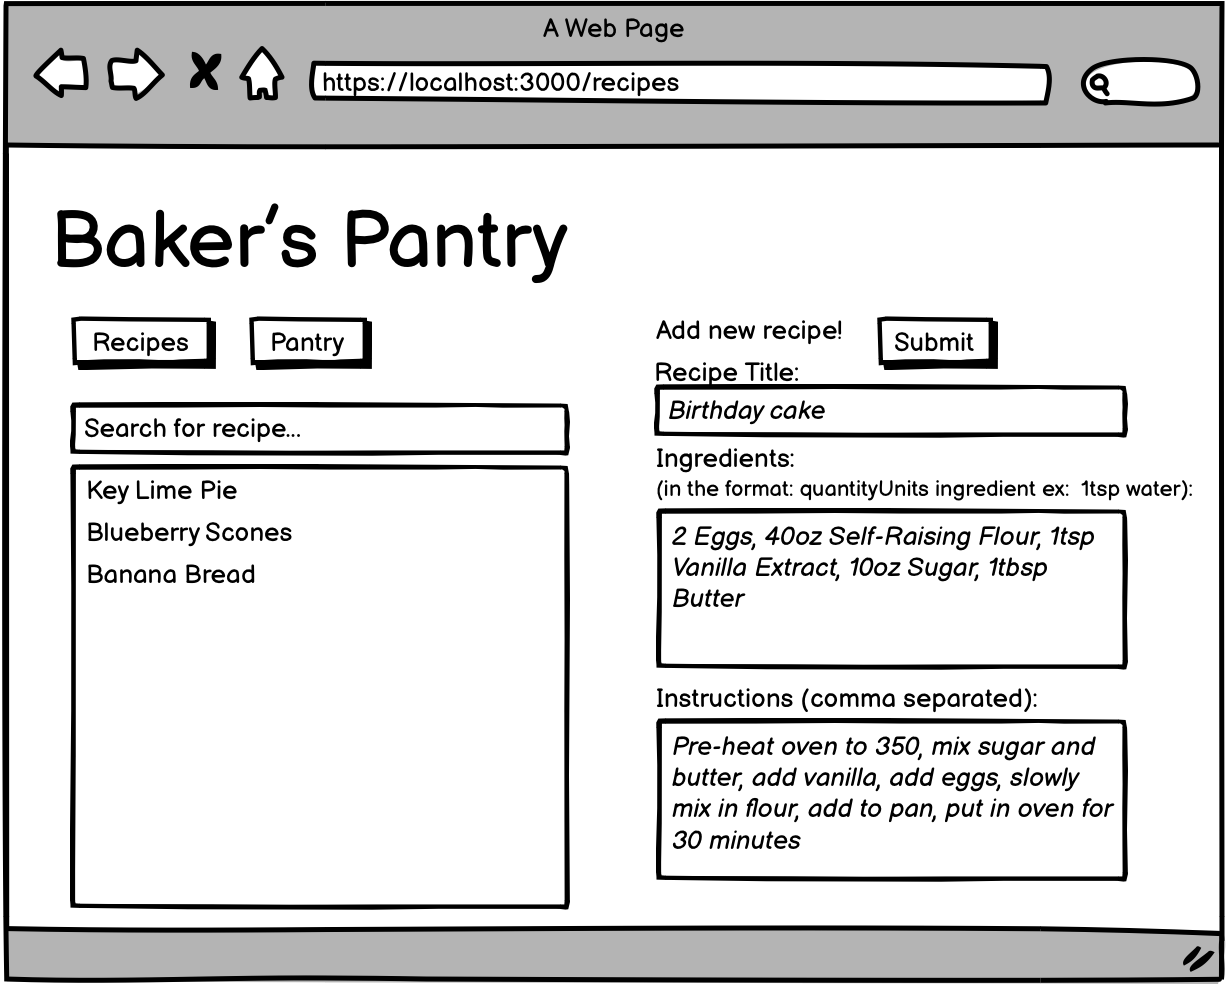 A Web Page
https://localhost:3000/recipes
Baker's Pantry
Recipes
Pantry
Search for recipe...
Key Lime Pie
Blueberry Scones
Banana Bread
Add new recipe!
Submit
Recipe Title:
Birthday cake
Ingredients:
(in the format: quantityUnits ingredient ex:  1tsp water):
2 Eggs, 40oz Self-Raising Flour, 1tsp
Vanilla Extract, 10oz Sugar, 1tbsp
Butter
Instructions (comma separated):
Pre-heat oven to 350, mix sugar and
butter, add vanilla, add eggs, slowly
mix in flour, add to pan, put in oven for
30 minutes